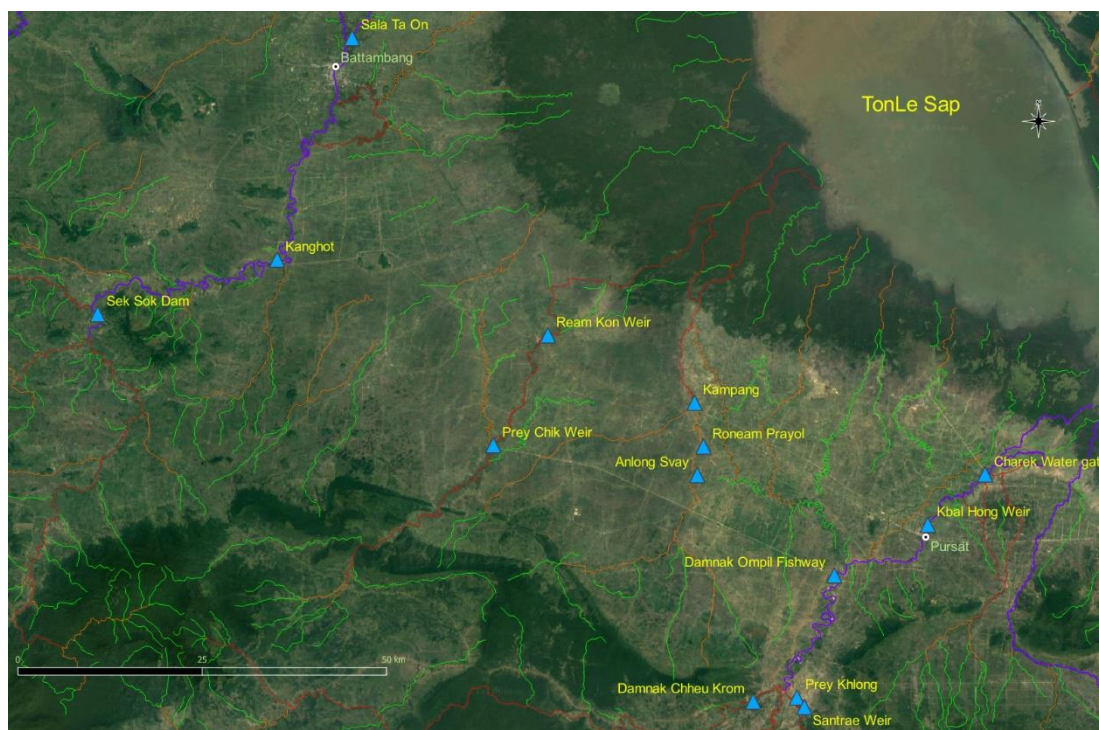 Sala Ta On
Battambang
TonLe Sap
Kanghot
Sek Sok Dam
Ream Kon Weir
Kampang
Prey Chik Weir
Roneam Prayol
Anlong Svay
Charek Water gat
Kbal Hong Weir
Pursat
Damnak Ompil Fishway
0 25 50 km
Damnak Chheu Krom
Prey Khlong
Santrae Weir